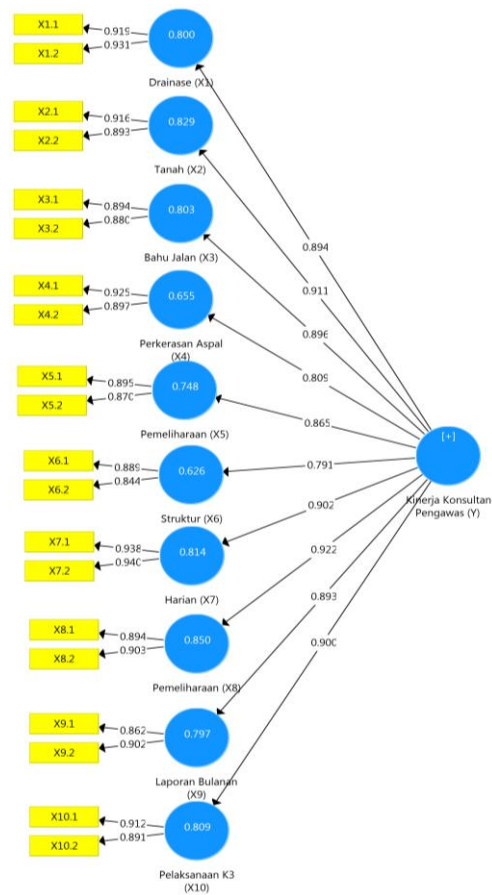 X1.1
0.919
0.800
X1.2
0.931
Drainase (X1)
X2.1
0.916
0.829
X2.2
0.893
Tanah (X2)
X3.1
0.894
0.803
X3.2
0.880
Bahu Jalan (X3)
0.894
0.911
0.896
X4.1
0.925
0.655
X4.2
0.897
Perkerasan Aspal
(X4)
0.809
X5.1
0.895
0.748
X5.2
0.870
Pemeliharaan (X5)
0.865
X6.1
0.889
0.626
X6.2
0.844
Struktur (X6)
0.791
[+]
Kinerja Konsultan
Pengawas (Y)
X7.1
0.938
0.814
X7.2
0.940
Harian (X7)
0.902
0.922
X8.1
0.894
0.850
X8.2
0.903
Pemeliharaan (X8)
0.893
0.900
X9.1
0.862
0.797
X9.2
0.902
Laporan Bulanan
(X9)
X10.1
0.912
0.809
X10.2
0.891
Pelaksanaan K3
(X10)